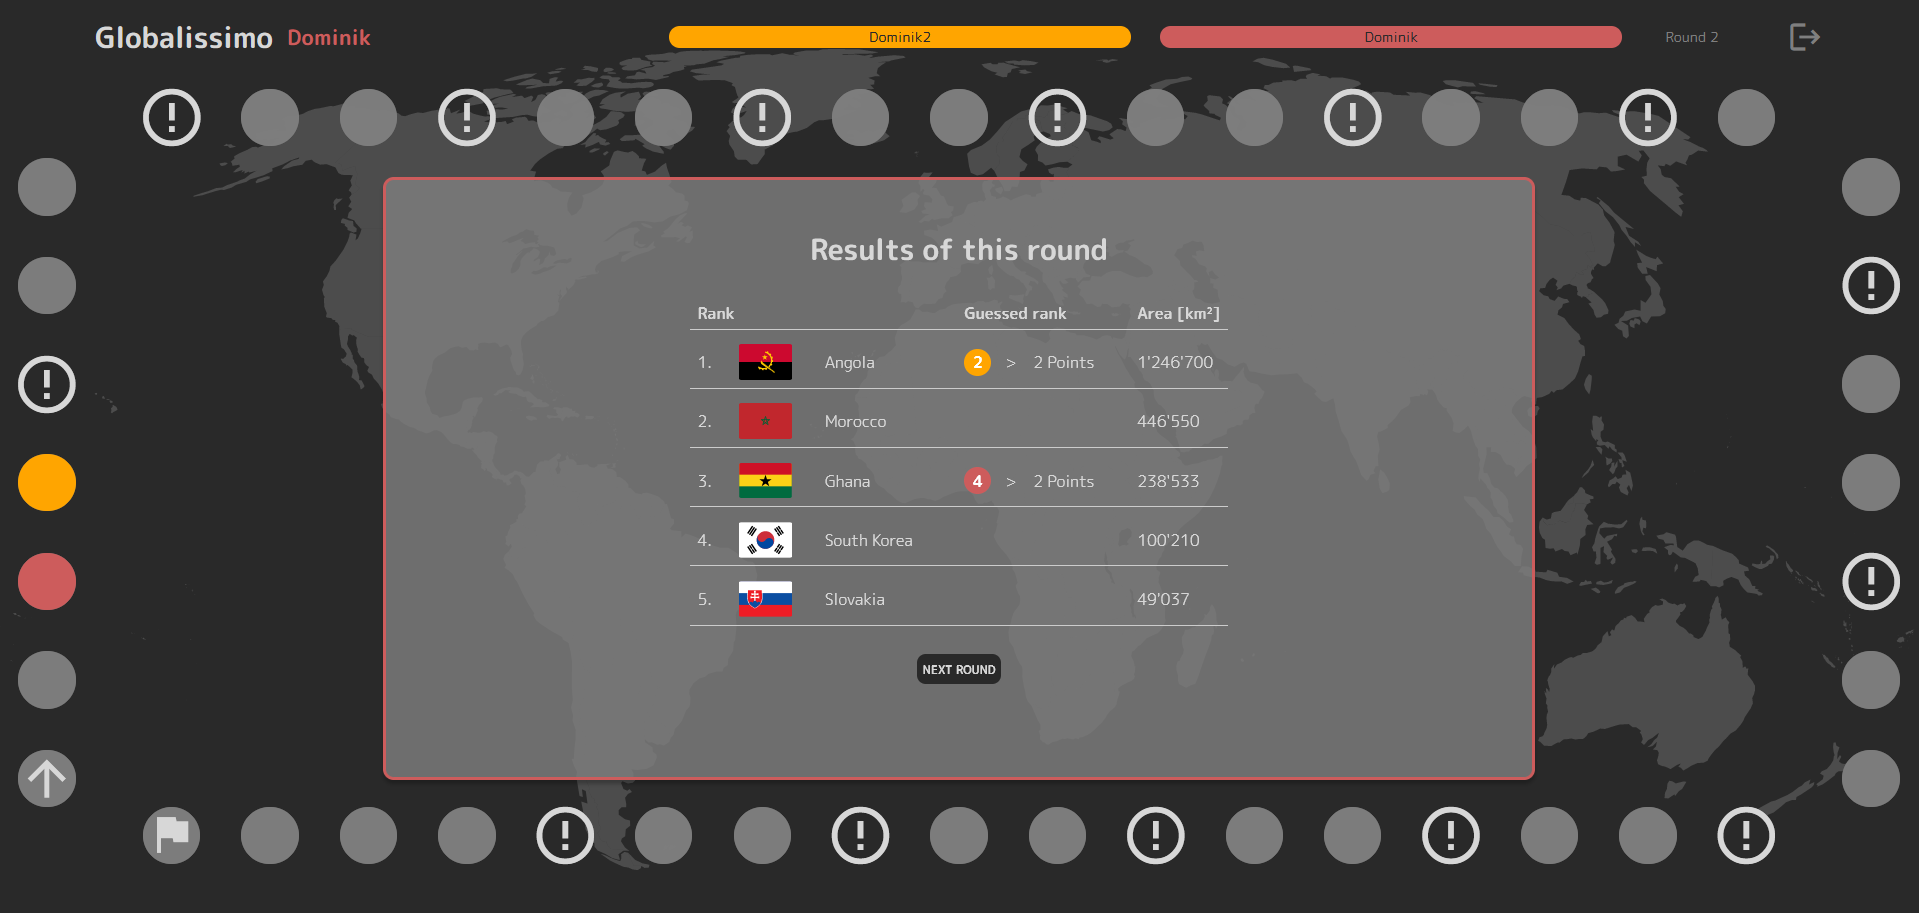 Globalissimo Dominik Dominik2 Dominik Round 2
Results of this round
Rank Guessed rank Area [km²]
1. Angola 2 > 2 Points 1'246'700
2. Morocco 446'550
3. Ghana 4 > 2 Points 238'533
4. South Korea 100'210
5. Slovakia 49'037
NEXT ROUND